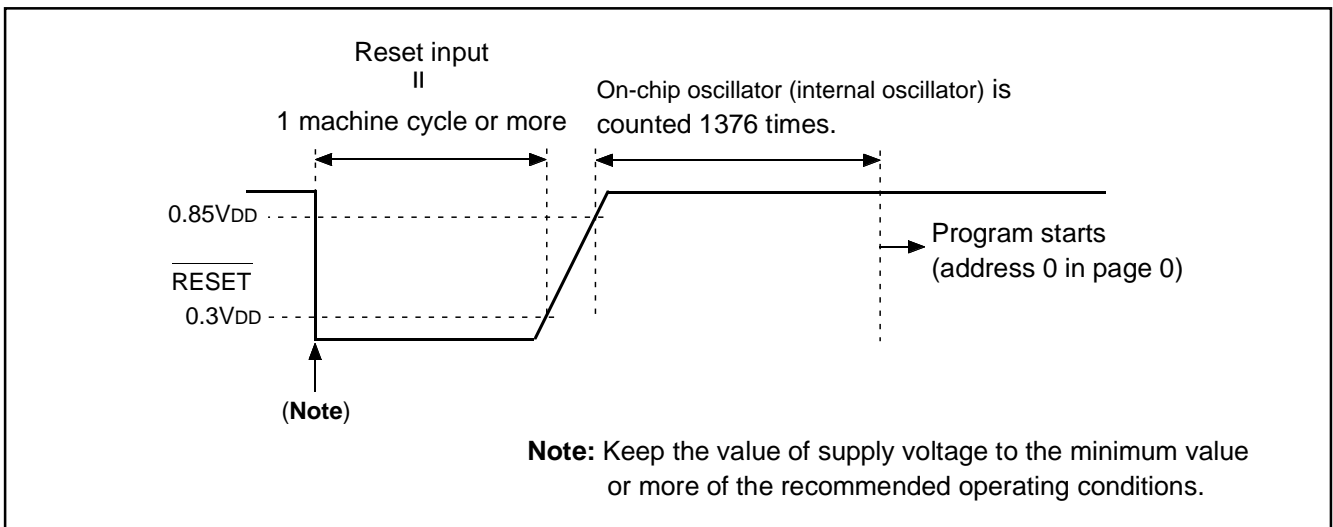 Reset input
=
1 machine cycle or more
On-chip oscillator (internal oscillator) is
counted 1376 times.
0.85VDD
RESET
0.3VDD
Program starts
(address 0 in page 0)
(Note)
Note: Keep the value of supply voltage to the minimum value
or more of the recommended operating conditions.